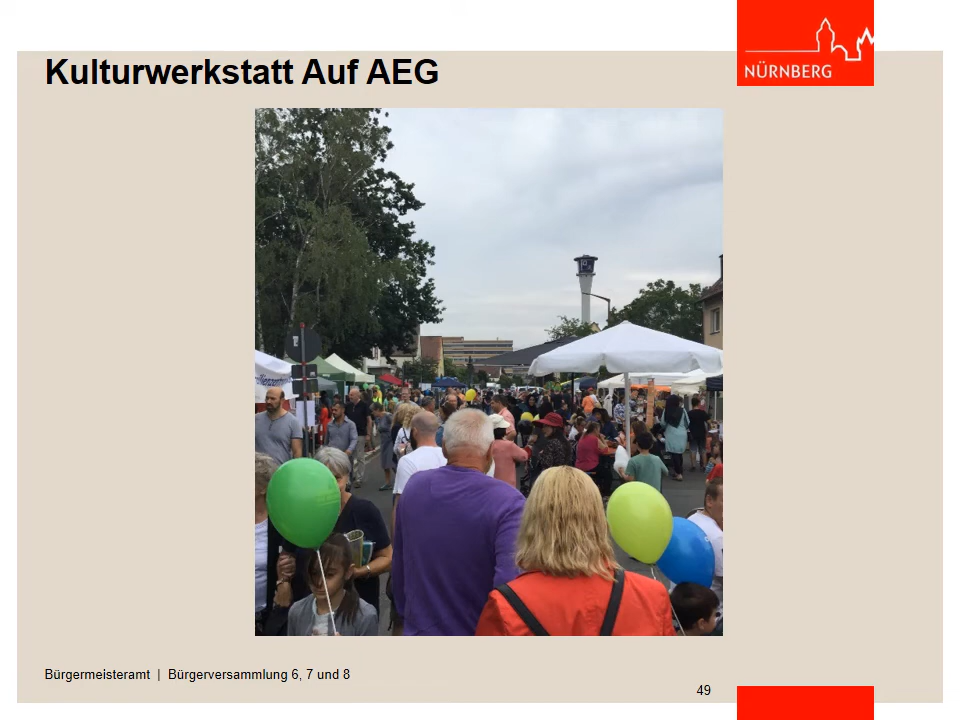 Kulturwerkstatt Auf AEG
NÜRNBERG
Bürgermeisteramt | Bürgerversammlung 6, 7 und 8
49